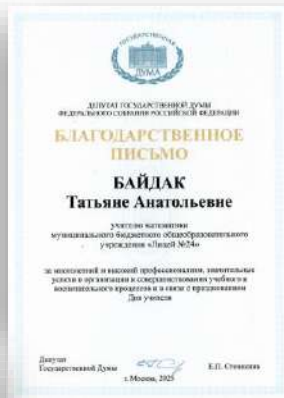 ГОСУДАРСТВЕННАЯ
ДУМА
ДЕПУТАТ ГОСУДАРСТВЕННОЙ ДУМЫ
ФЕДЕРАЛЬНОГО СОБРАНИЯ РОССИЙСКОЙ ФЕДЕРАЦИИ
БЛАГОДАРСТВЕННОЕ
ПИСЬМО
БАЙДАК
Татьяне Анатольевне
учителю математики
муниципального бюджетного общеобразовательного
учреждения «Лицей №24»
за многолетний и высокий профессионализм, значительные
успехи в организации и совершенствовании учебного и
воспитательного процессов и в связи с празднованием
Дня учителя
Депутат
Государственной Думы
Е.П.
г. Москва, 2025